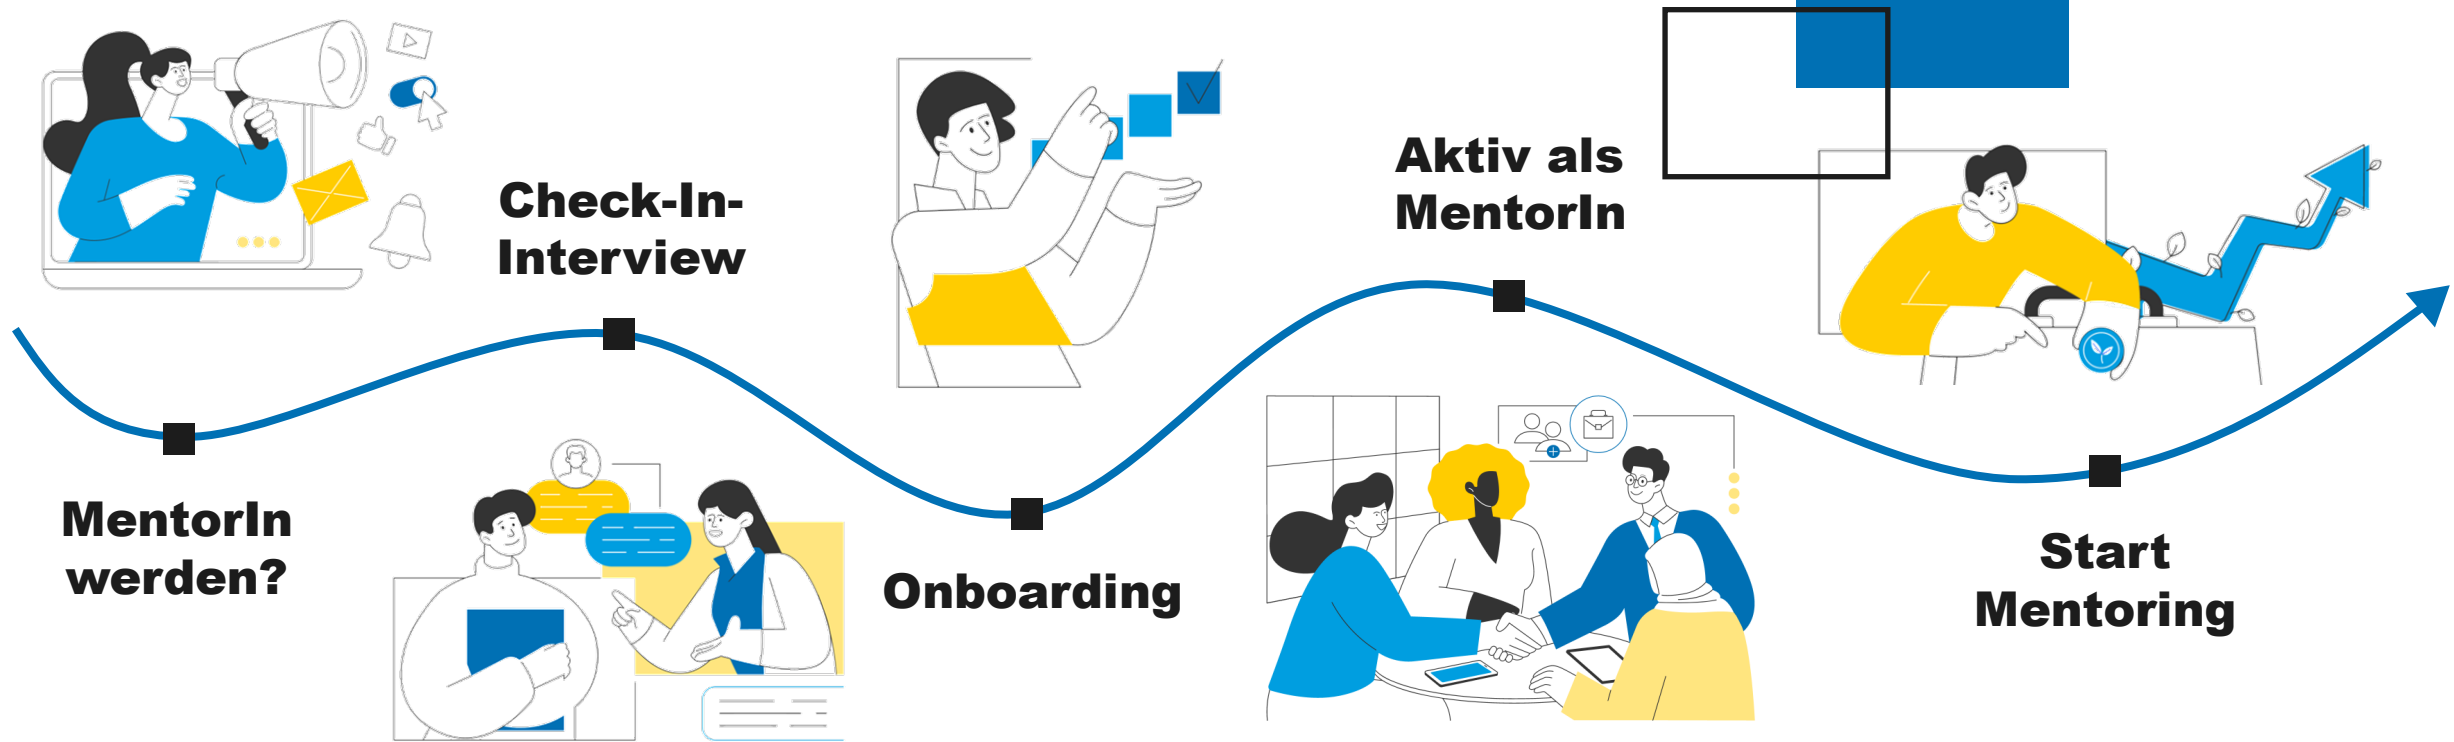 MentorIn
werden?
Check-In-
Interview
Onboarding
Aktiv als
MentorIn
Start
Mentoring